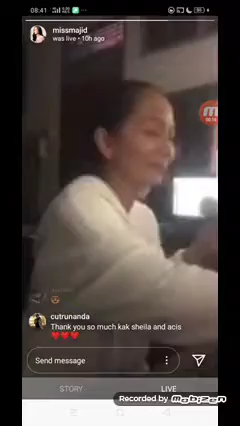 08:41
missmajid
was live • 10h ago
cutrunanda
Thank you so much kak sheila and acis
❤️❤️❤️
Send message
STORY
LIVE
Recorded by MobiZen